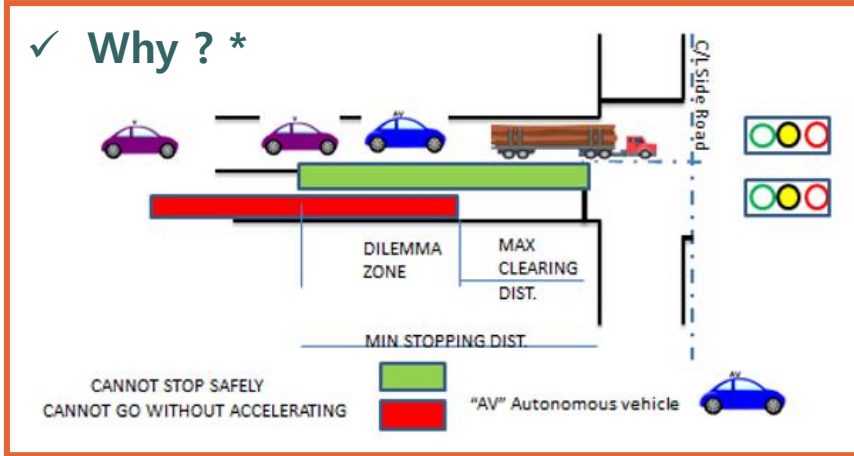 ✓ Why ? *
V
V
AV
C/L Side Road
DILEMMA
ZONE
MAX
CLEARING
DIST.
MIN STOPPING DIST.
CANNOT STOP SAFELY
CANNOT GO WITHOUT ACCELERATING
"AV" Autonomous vehicle
AV